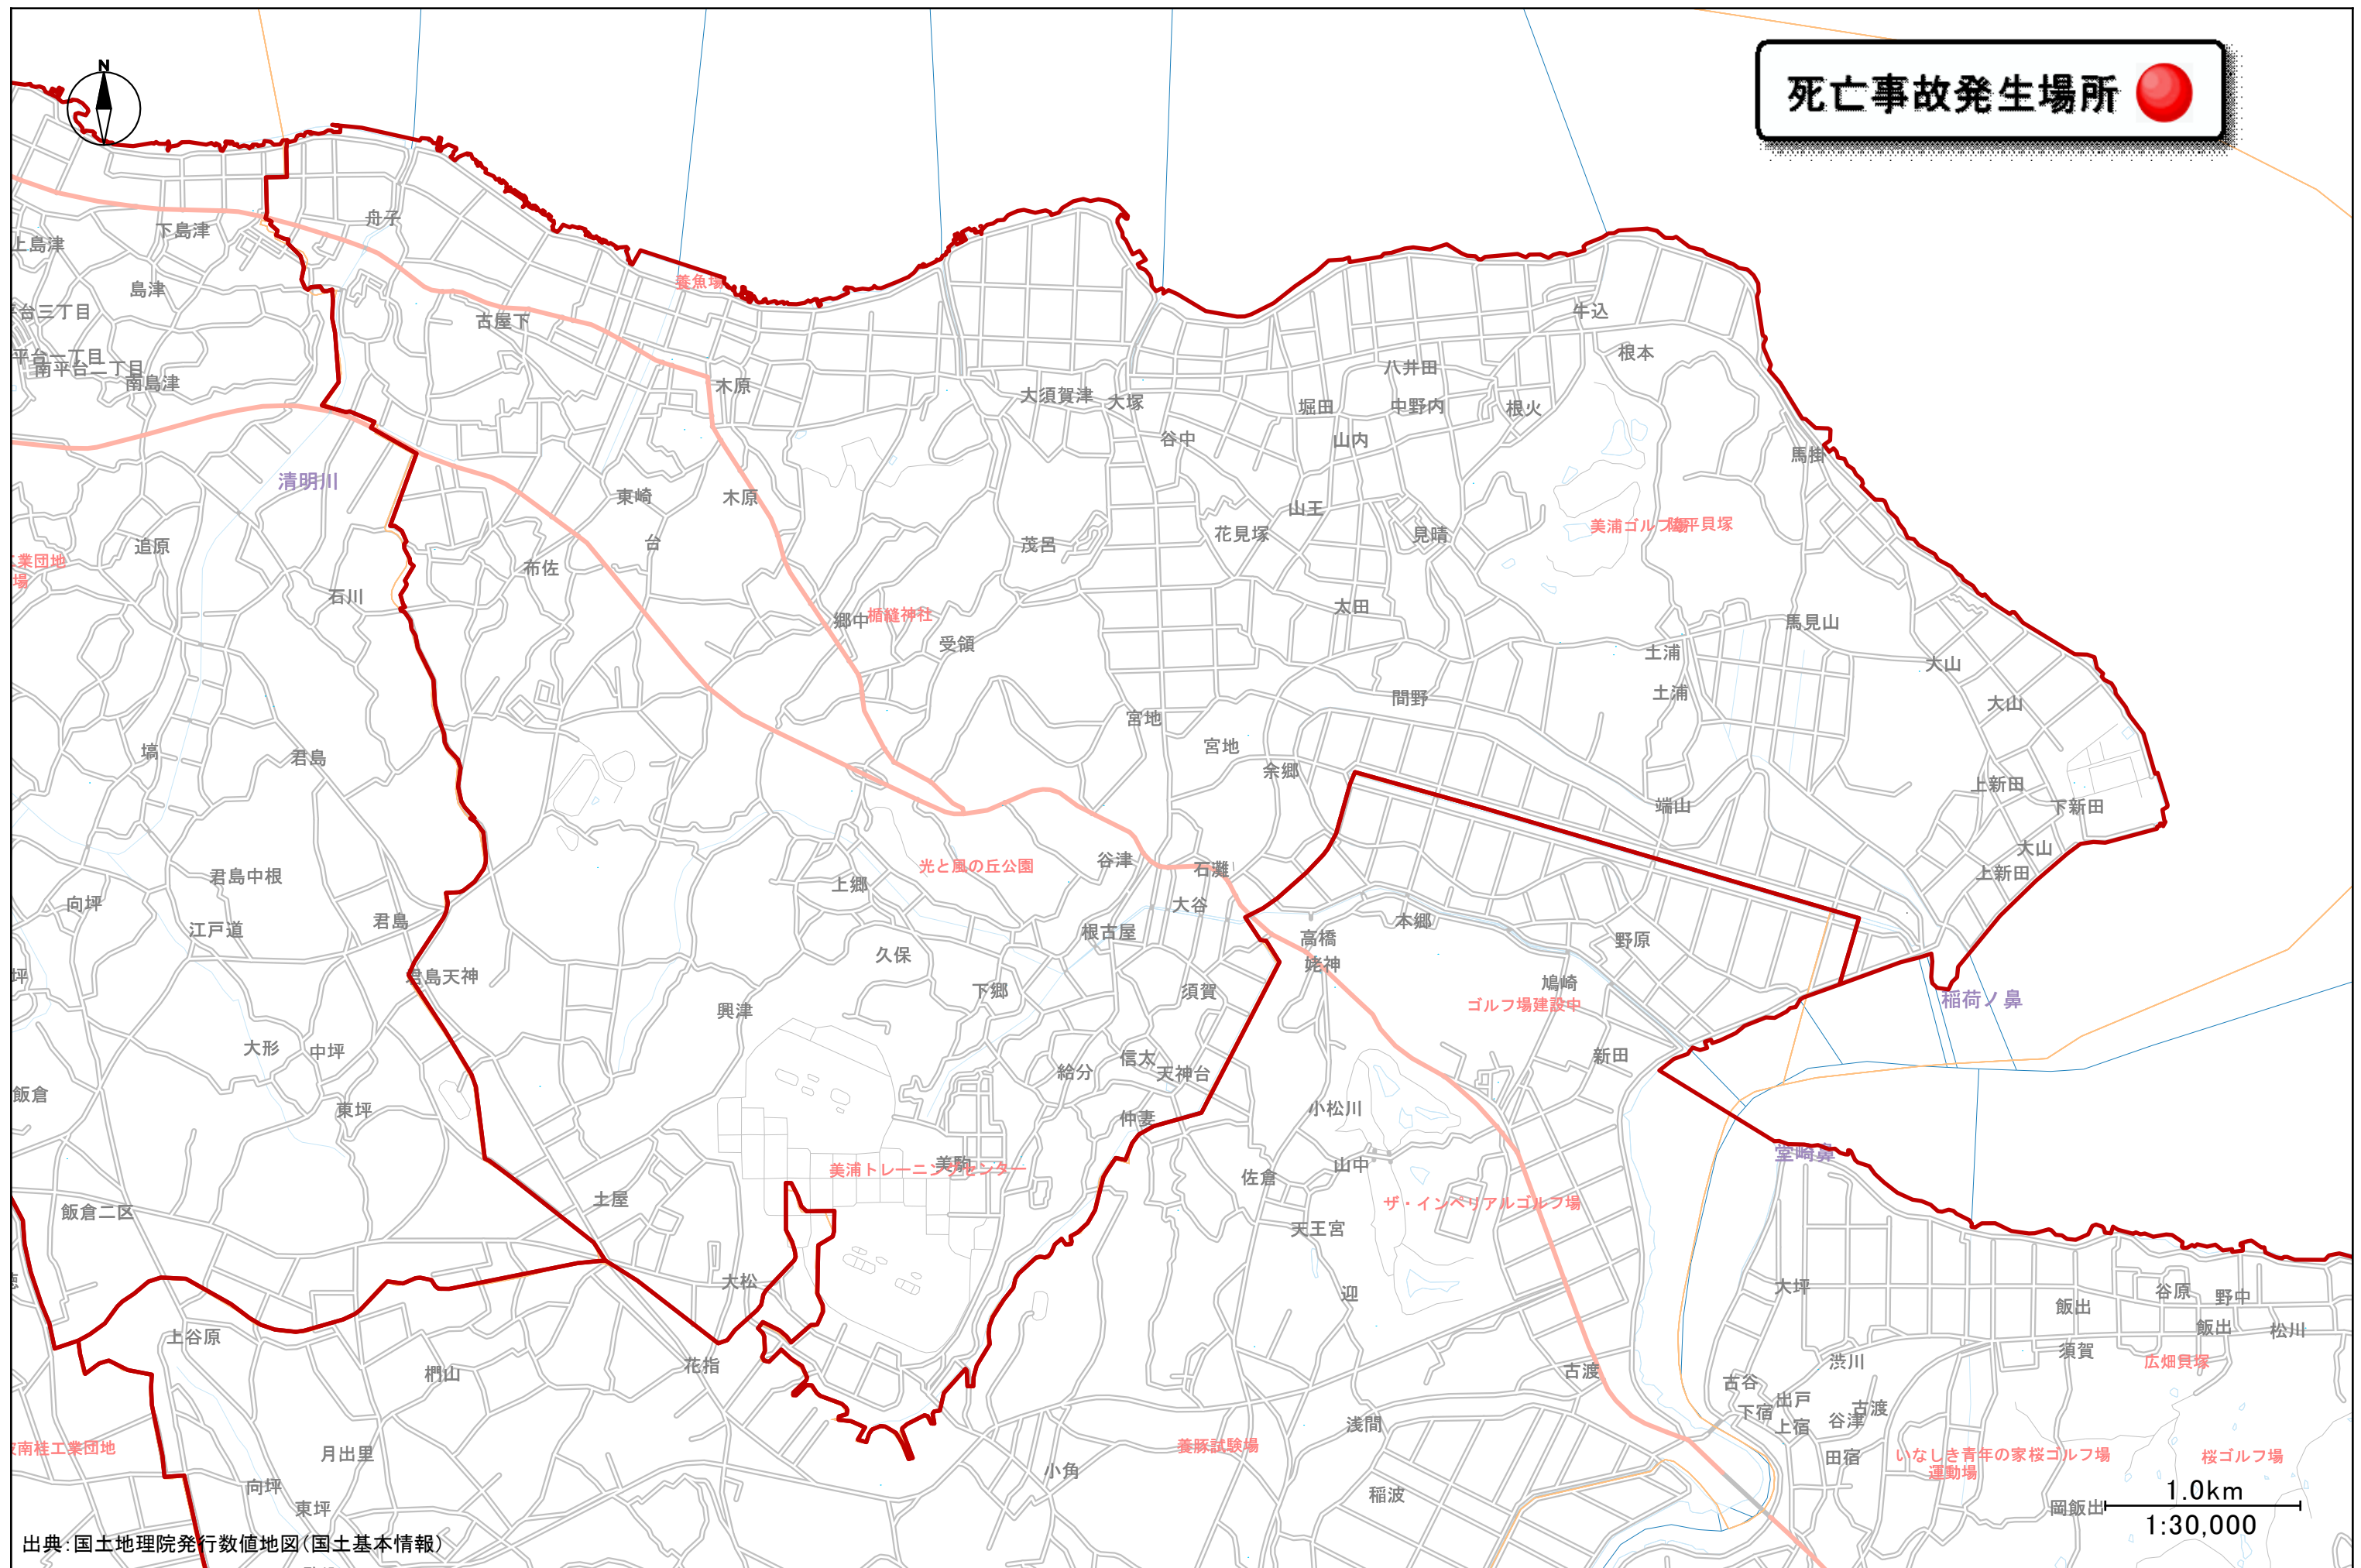 N
死亡事故発生場所
舟子
下島津
上島津
養魚場
島津
台三丁目
古屋下
牛込
根本
平台一丁目
南平台二丁目
南島津
木原
八井田
大須賀津
大塚
堀田
中野内
根火
谷中
山内
馬掛
清明川
東崎
木原
山王
花見塚
見晴
美浦ゴルフ場
陸平貝塚
追原
台
茂呂
工業団地
場
布佐
石川
郷中
楯縫神社
太田
馬見山
受領
土浦
大山
土浦
間野
大山
宮地
宮地
塙
君島
余郷
上新田
下新田
端山
谷津
石灘
光と風の丘公園
大山
上新田
君島中根
上郷
向坪
大谷
江戸道
君島
本郷
根古屋
高橋
野原
久保
姥神
坪
君島天神
下郷
須賀
鳩崎
ゴルフ場建設中
稲荷ノ鼻
興津
大形
中坪
信太
新田
給分
天神台
飯倉
東坪
小松川
仲妻
堂崎鼻
美浦トレーニングセンター
美駒
山中
佐倉
土屋
ザ・インペリアルゴルフ場
飯倉二区
天王宮
大松
迎
大坪
谷原
野中
飯出
飯出
松川
上谷原
須賀
花指
椚山
古渡
渋川
広畑貝塚
古谷
出戸
下宿
古渡
谷津
上宿
浅間
南桂工業団地
月出里
養豚試験場
田宿
いなしき青年の家
桜ゴルフ場
運動場
桜ゴルフ場
小角
向坪
稲波
東坪
岡飯出
1.0km
1:30,000
出典：国土地理院発行数値地図（国土基本情報）